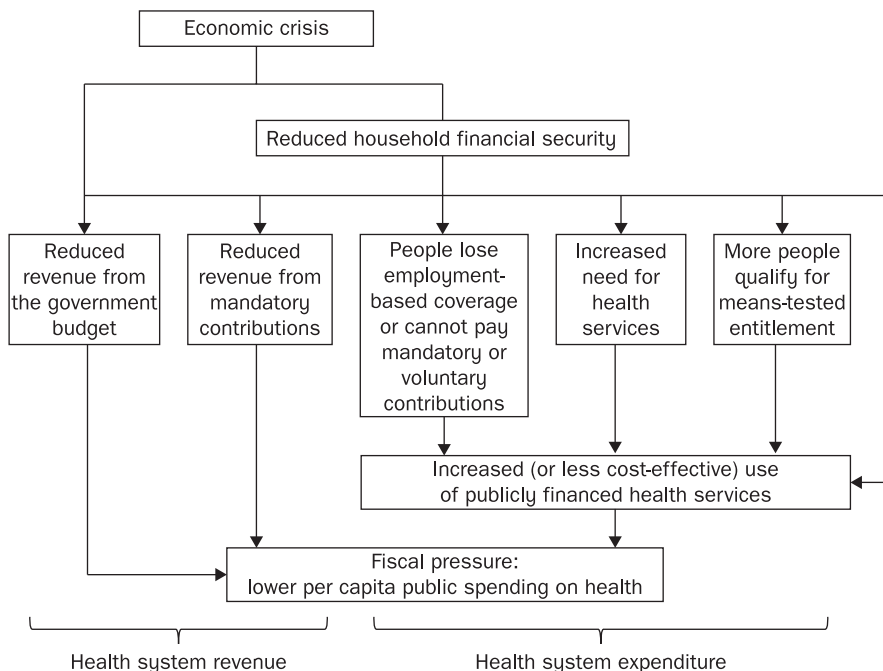 Economic crisis
Reduced household financial security
Reduced
revenue from
the government
budget
Reduced
revenue from
mandatory
contributions
People lose
employment-
based coverage
or cannot pay
mandatory or
voluntary
contributions
Increased
need for
health
services
More people
qualify for
means-tested
entitlement
Increased (or less cost-effective) use
of publicly financed health services
Fiscal pressure:
lower per capita public spending on health
Health system revenue
Health system expenditure